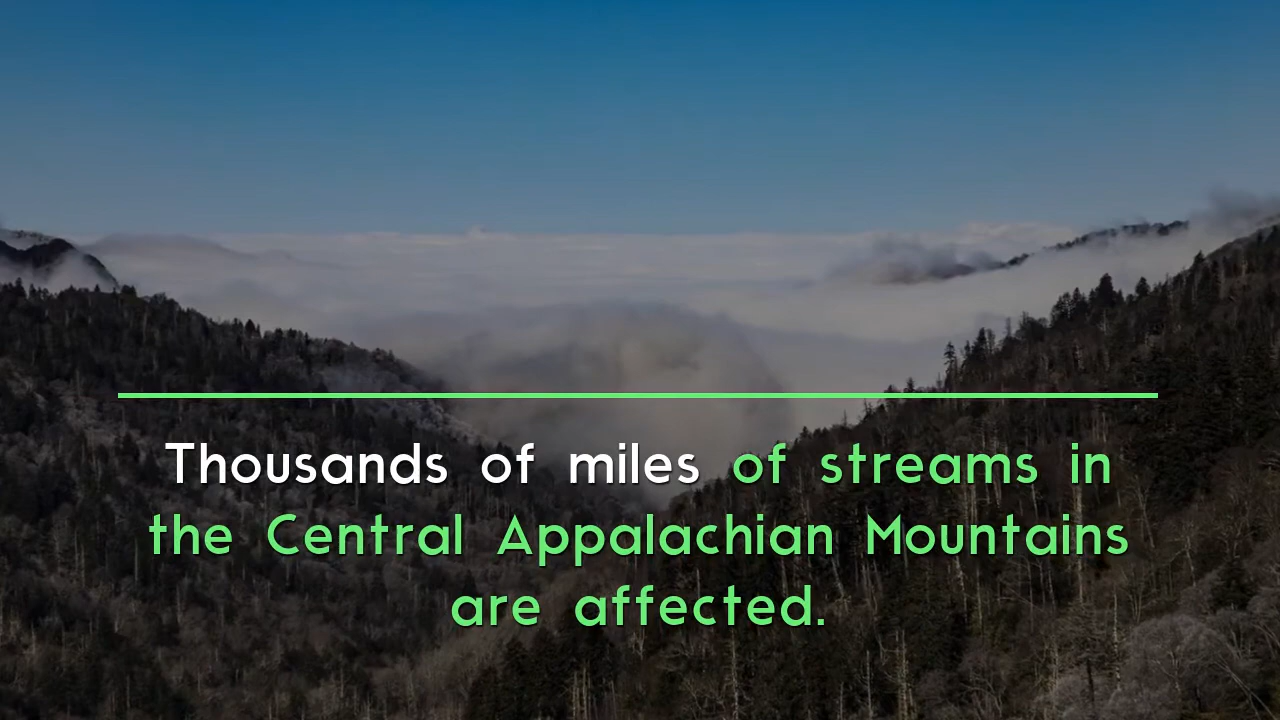 Thousands of miles of streams in
the Central Appalachian Mountains
are affected.